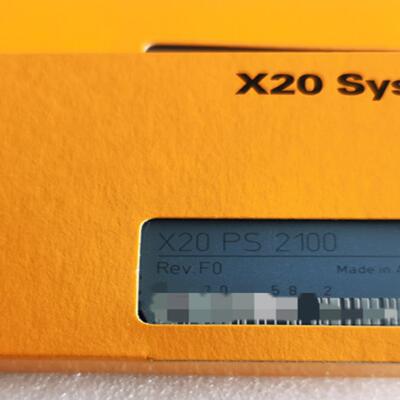 X20 Sys
X20 PS 2100
Rev. F0
Made in A